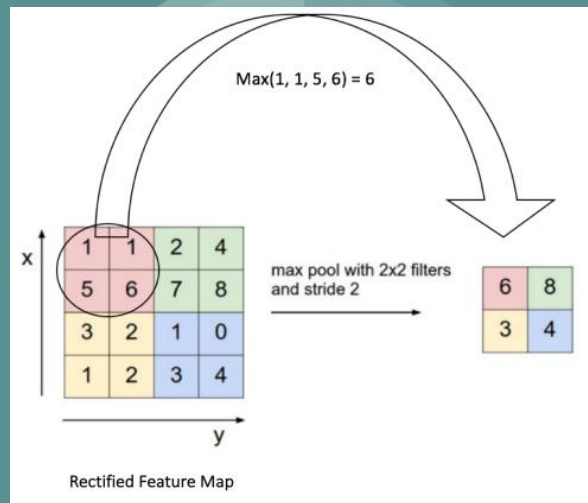 Max(1, 1, 5, 6) = 6
x
1 1 2 4
5 6 7 8
3 2 1 0
1 2 3 4
y
max pool with 2x2 filters
and stride 2
6 8
3 4
Rectified Feature Map